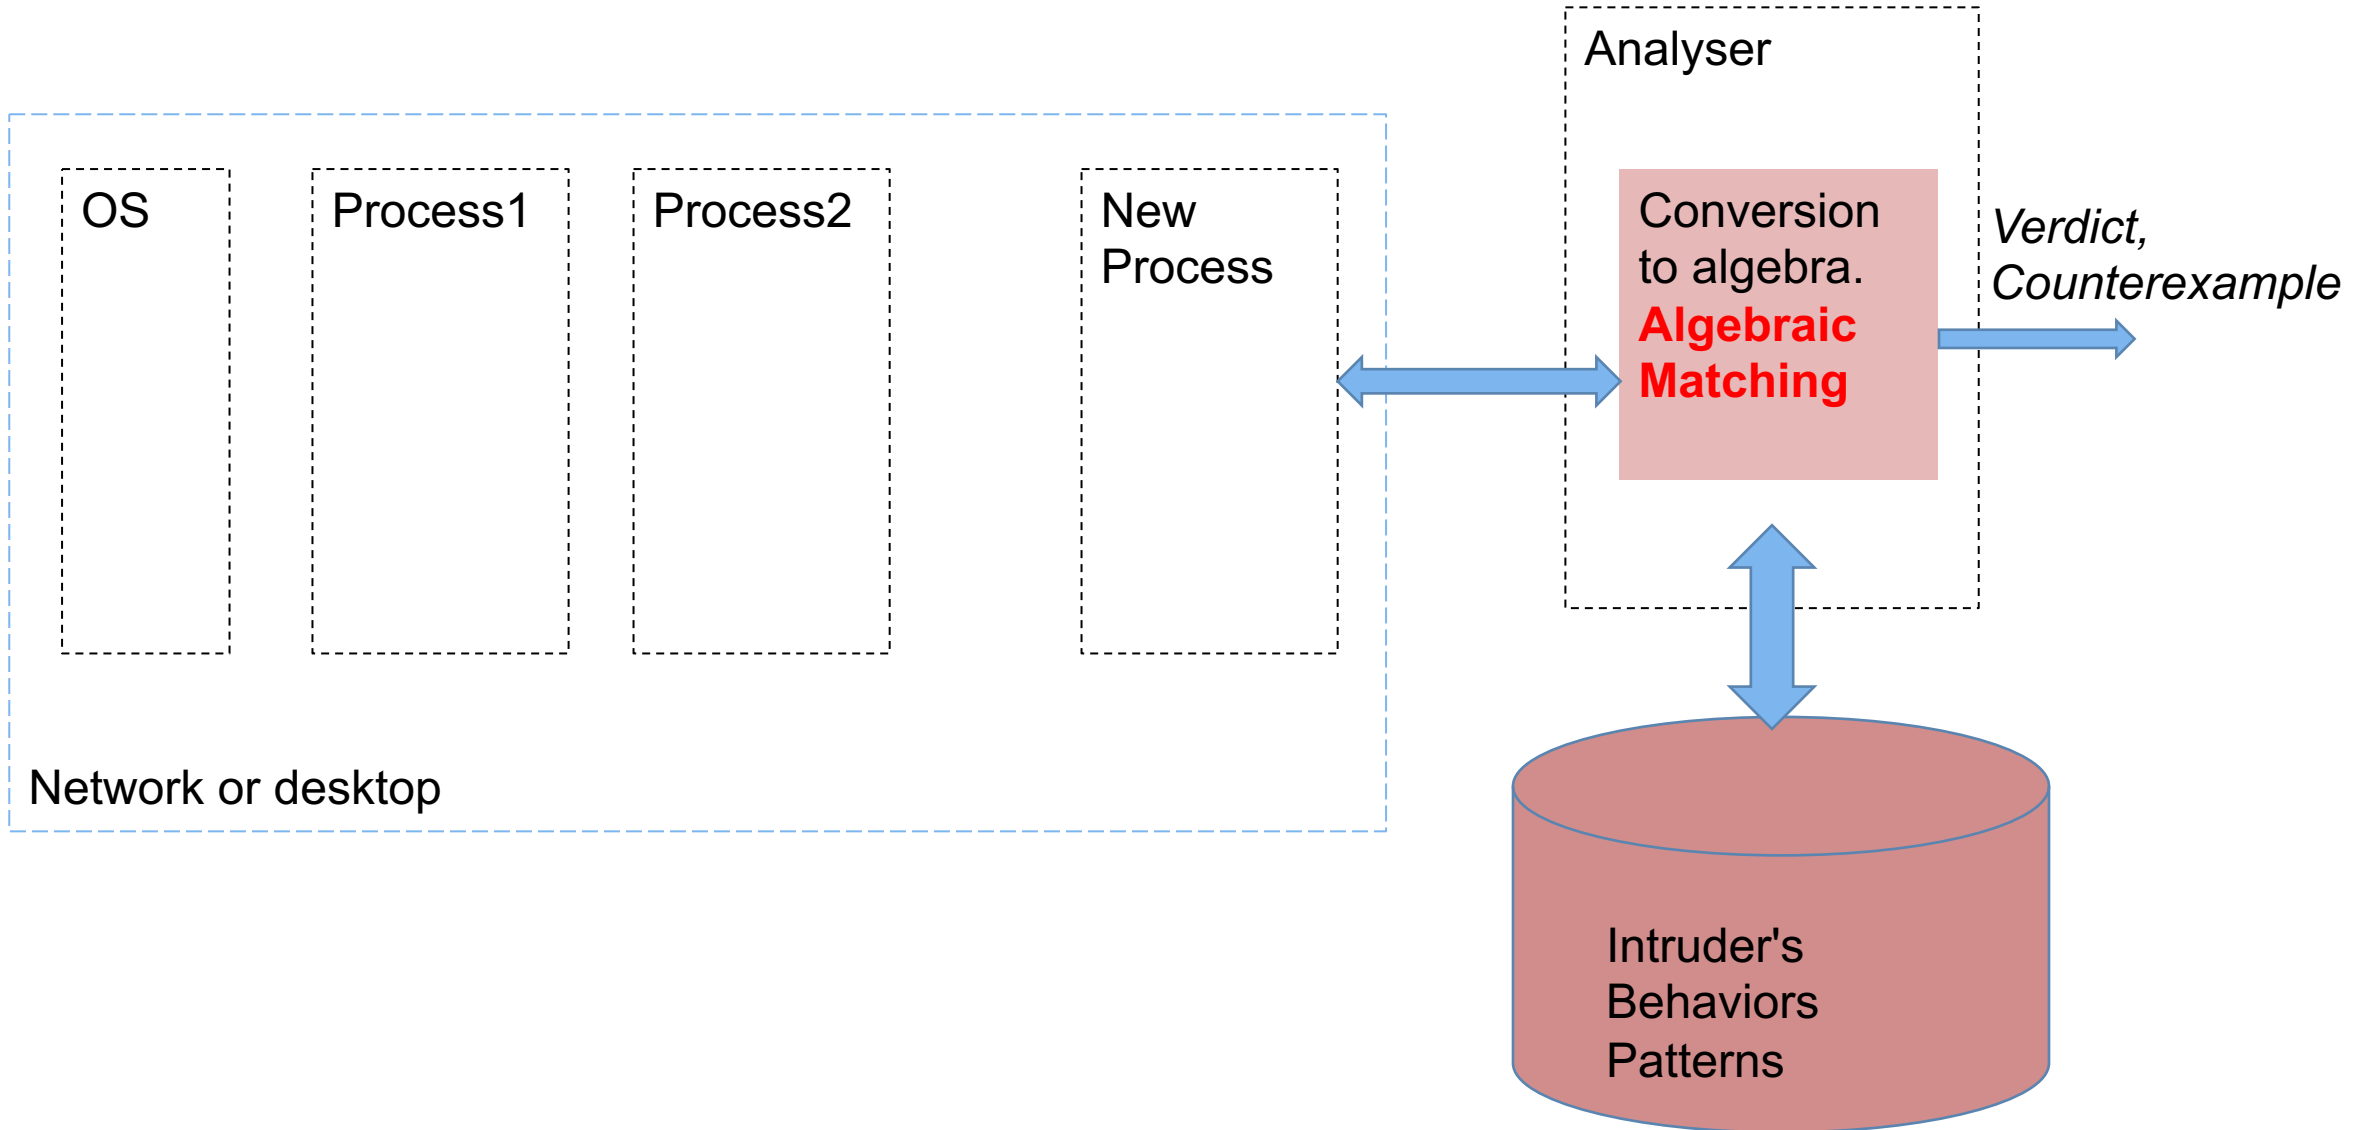 Analyser
OS
Process1
Process2
New
Process
Conversion
to algebra.
Algebraic
Matching
Verdict,
Counterexample
Network or desktop
Intruder's
Behaviors
Patterns